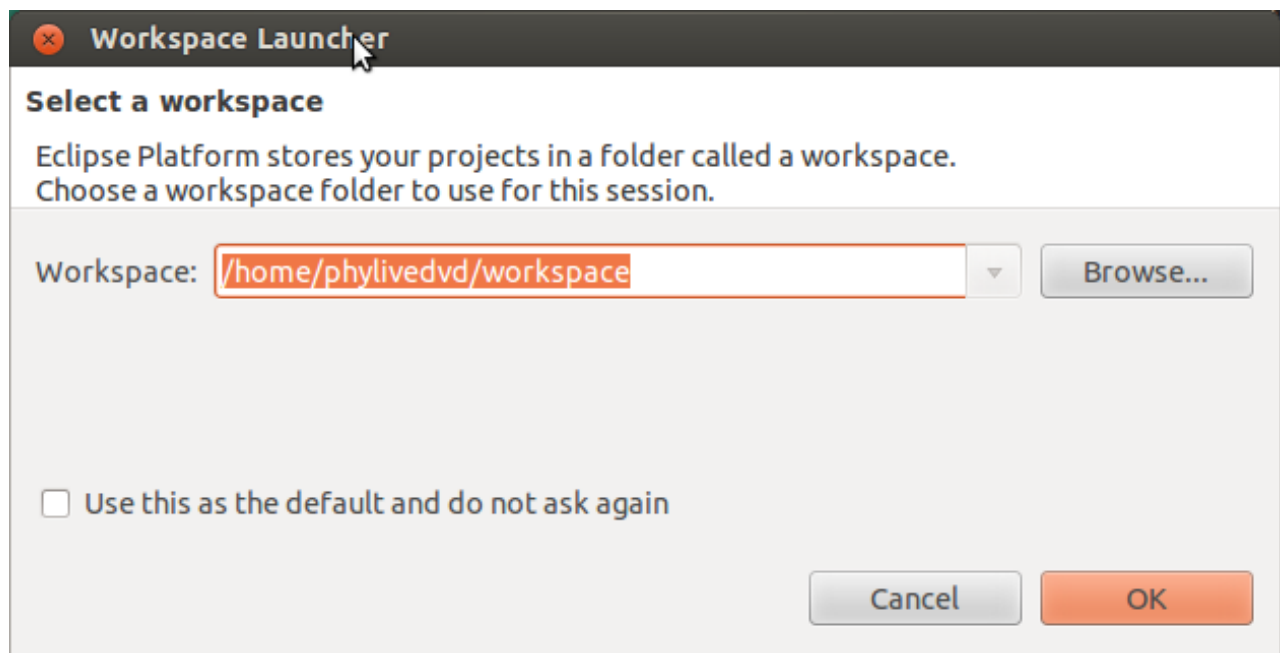 Workspace Launcher
Select a workspace
Eclipse Platform stores your projects in a folder called a workspace.
Choose a workspace folder to use for this session.
Workspace: /home/phylivedvd/workspace Browse...
Use this as the default and do not ask again
Cancel OK